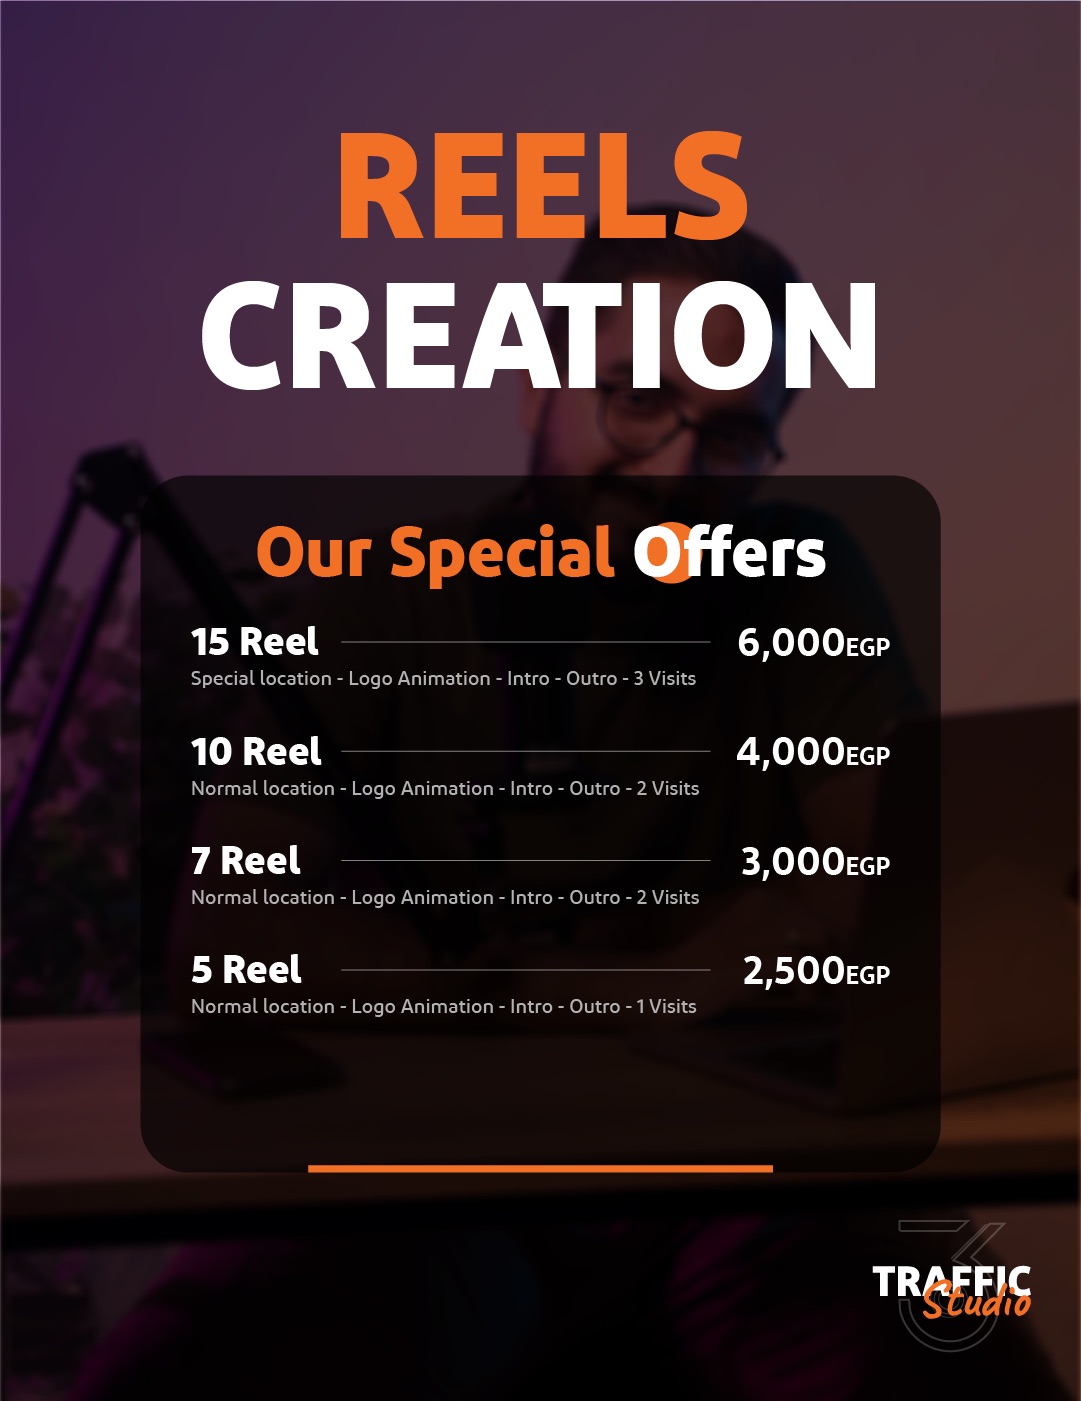 REELS
CREATION
Our Special Offers
15 Reel 6,000EGP
Special location - Logo Animation - Intro - Outro - 3 Visits
10 Reel 4,000EGP
Normal location - Logo Animation - Intro - Outro - 2 Visits
7 Reel 3,000EGP
Normal location - Logo Animation - Intro - Outro - 2 Visits
5 Reel 2,500EGP
Normal location - Logo Animation - Intro - Outro - 1 Visits
3
TRAFFIC
Studio